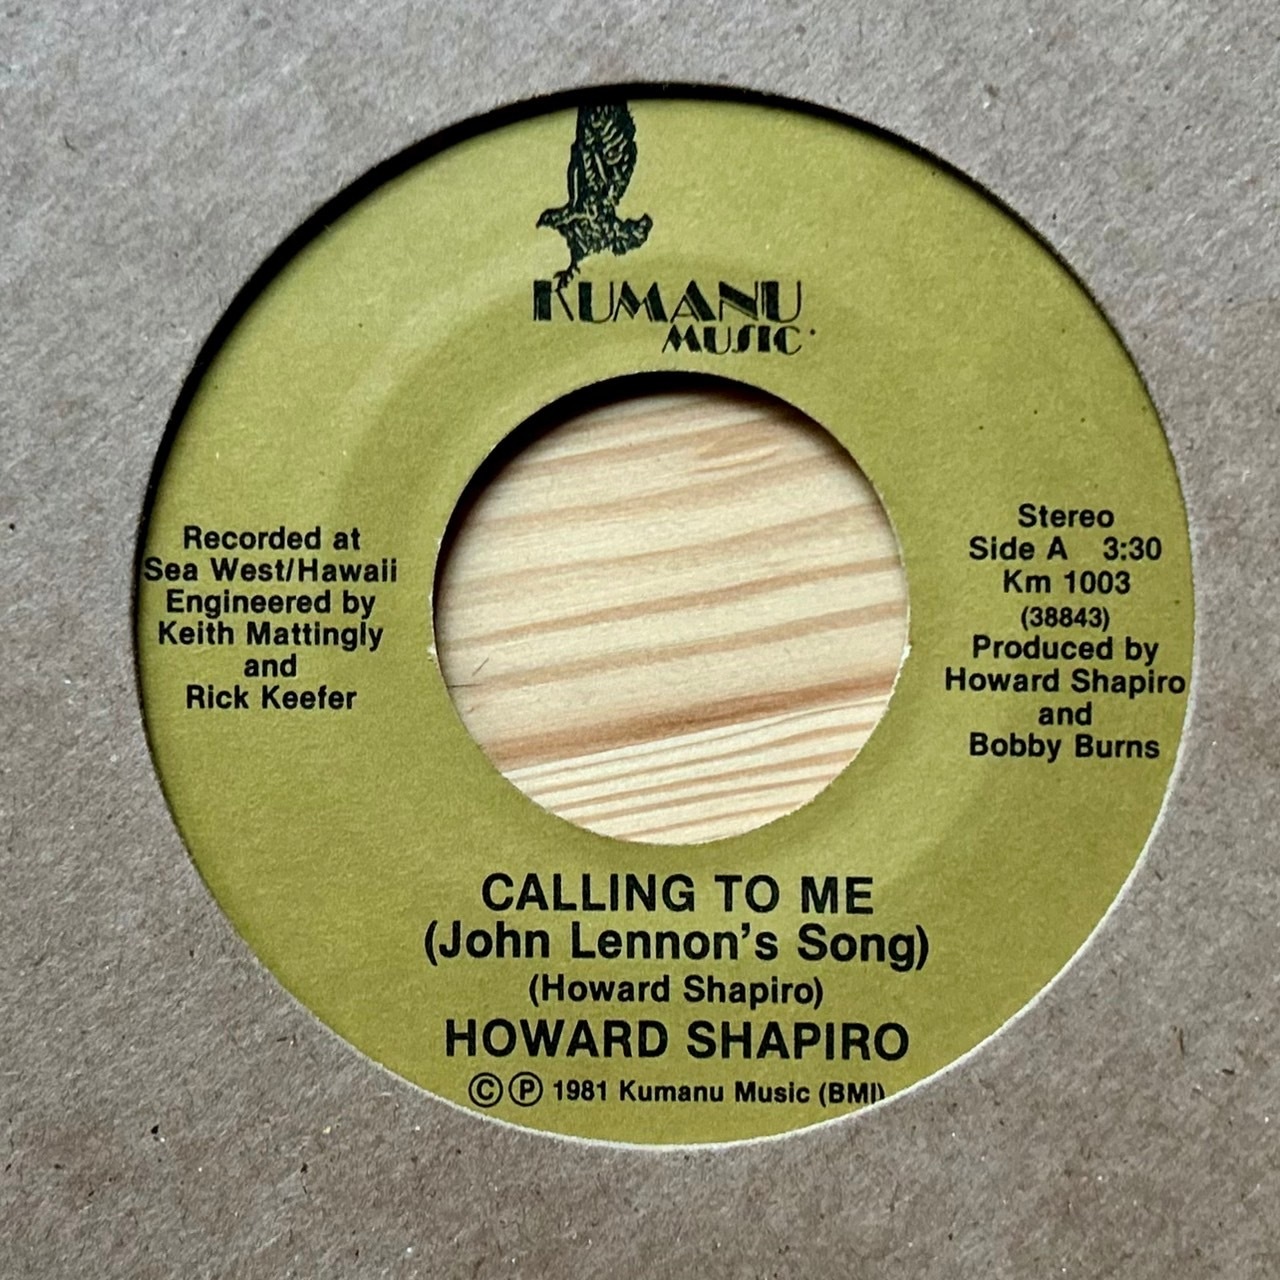 KUMANU
MUSIC
Recorded at
Sea West/Hawaii
Engineered by
Keith Mattingly
and
Rick Keefer
Stereo
Side A 3:30
Km 1003
(38843)
Produced by
Howard Shapiro
and
Bobby Burns
CALLING TO ME
(John Lennon's Song)
(Howard Shapiro)
HOWARD SHAPIRO
©℗ 1981 Kumanu Music (BMI)